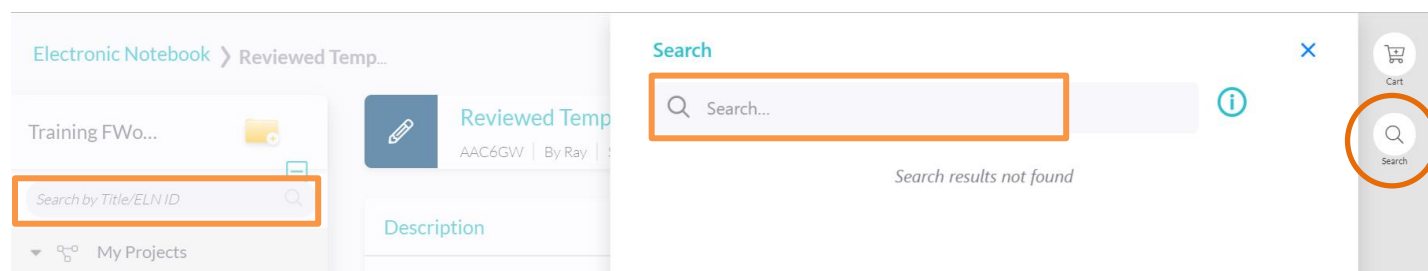 Electronic Notebook ❯ Reviewed Temp...
Training FWo...
Search by Title/ELN ID
My Projects
Reviewed Temp
AAC6GW | By Ray |
Description
Search
Search...
Search results not found
Cart
Search